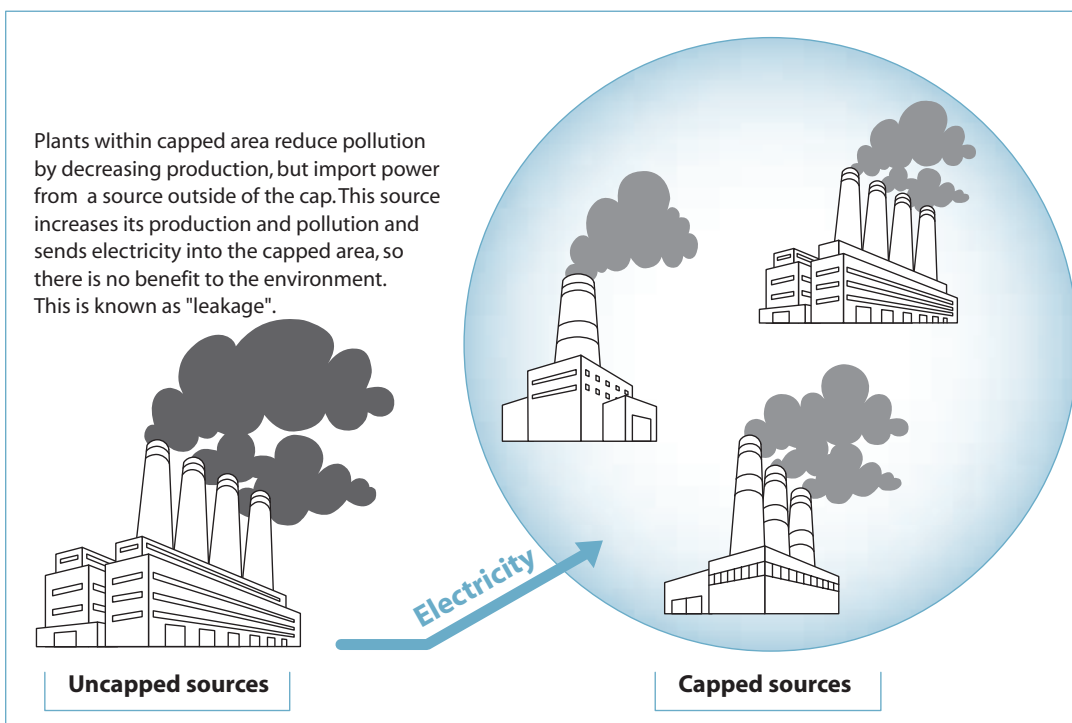 Plants within capped area reduce pollution
by decreasing production, but import power
from a source outside of the cap. This source
increases its production and pollution and
sends electricity into the capped area, so
there is no benefit to the environment.
This is known as "leakage".
Electricity
Uncapped sources
Capped sources